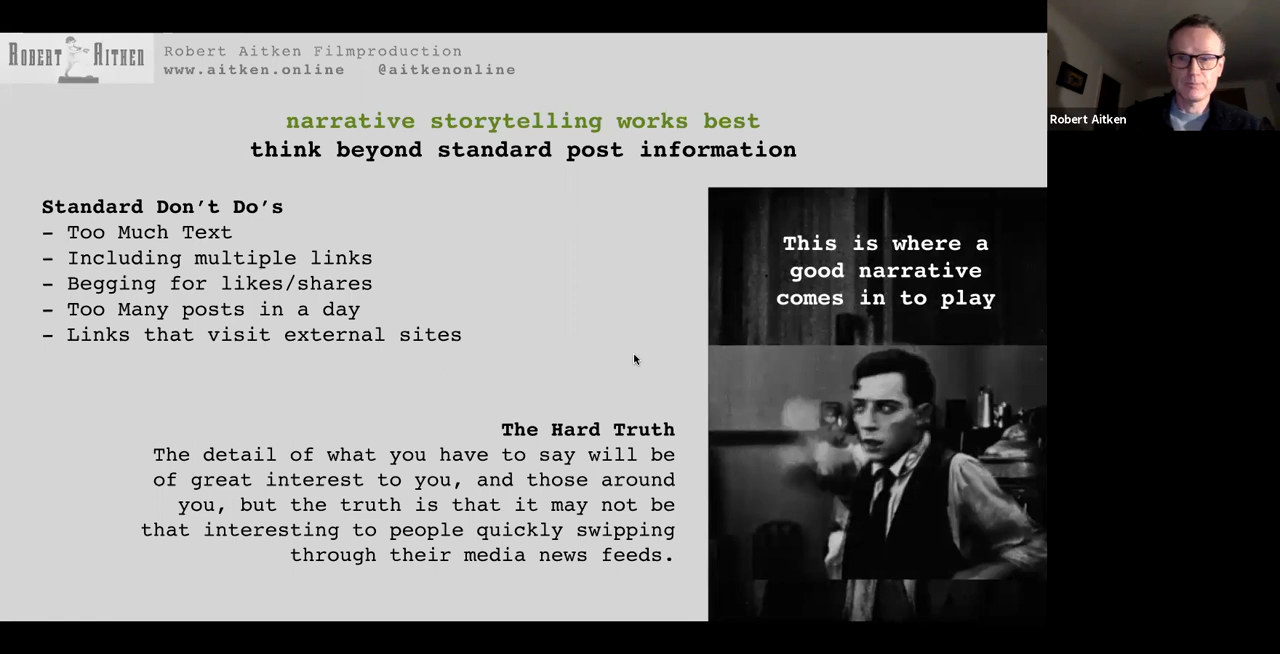 ROBERT AITKEN
Robert Aitken Filmproduction
www.aitken.online @aitkenonline
narrative storytelling works best
think beyond standard post information
Standard Don't Do's
– Too Much Text
– Including multiple links
– Begging for likes/shares
– Too Many posts in a day
– Links that visit external sites
The Hard Truth
The detail of what you have to say will be
of great interest to you, and those around
you, but the truth is that it may not be
that interesting to people quickly swipping
through their media news feeds.
This is where a
good narrative
comes in to play
Robert Aitken